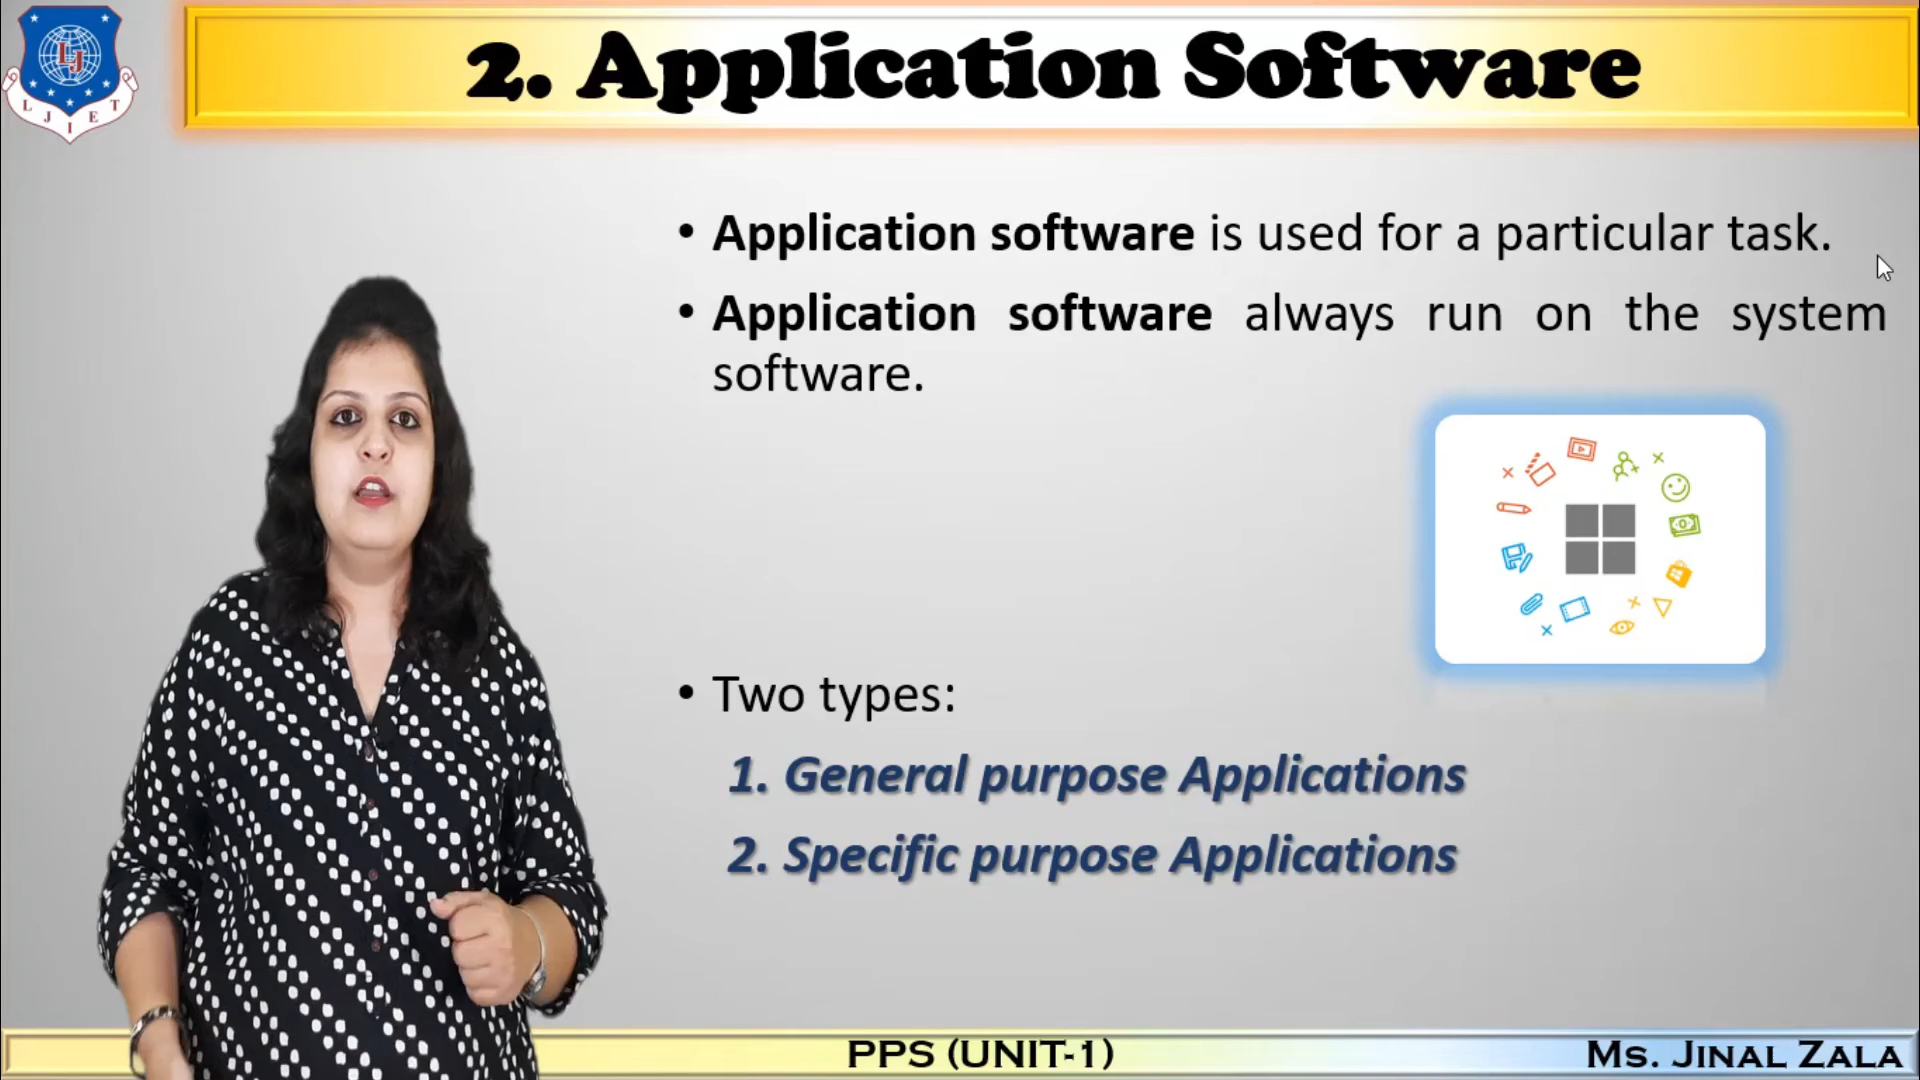 LJ
L J I E T
2. Application Software
• Application software is used for a particular task.
• Application software always run on the system
software.
• Two types:
1. General purpose Applications
2. Specific purpose Applications
PPS (UNIT-1)
MS. JINAL ZALA